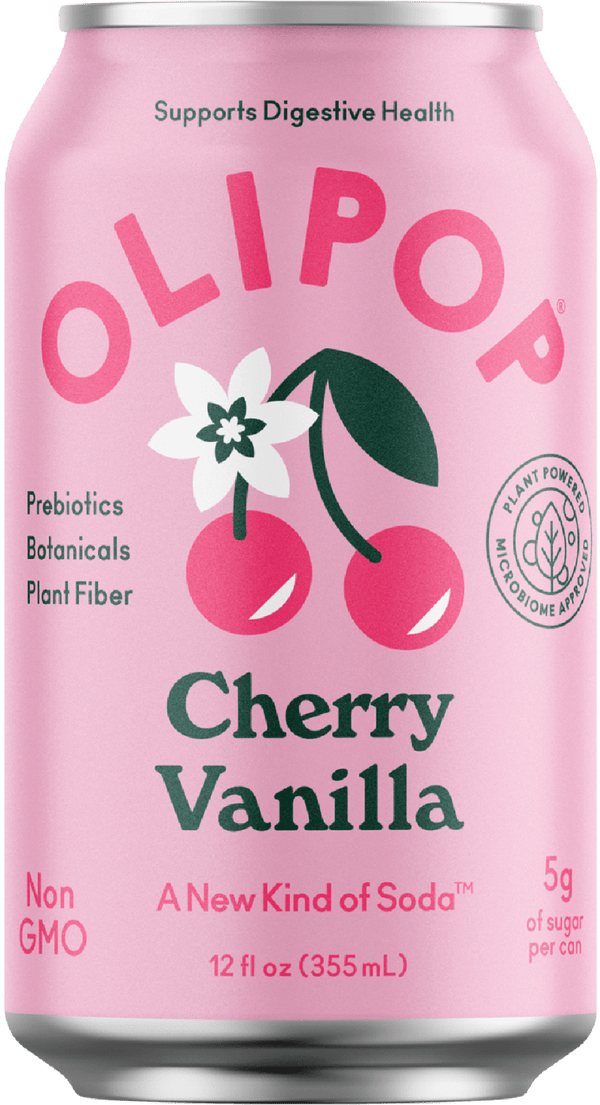 Supports Digestive Health
OLIPOP®
Prebiotics
Botanicals
Plant Fiber
PLANT POWERED
MICROBIOME APPROVED
Cherry
Vanilla
Non
GMO
A New Kind of Soda™
5g
of sugar
per can
12 fl oz (355 mL)